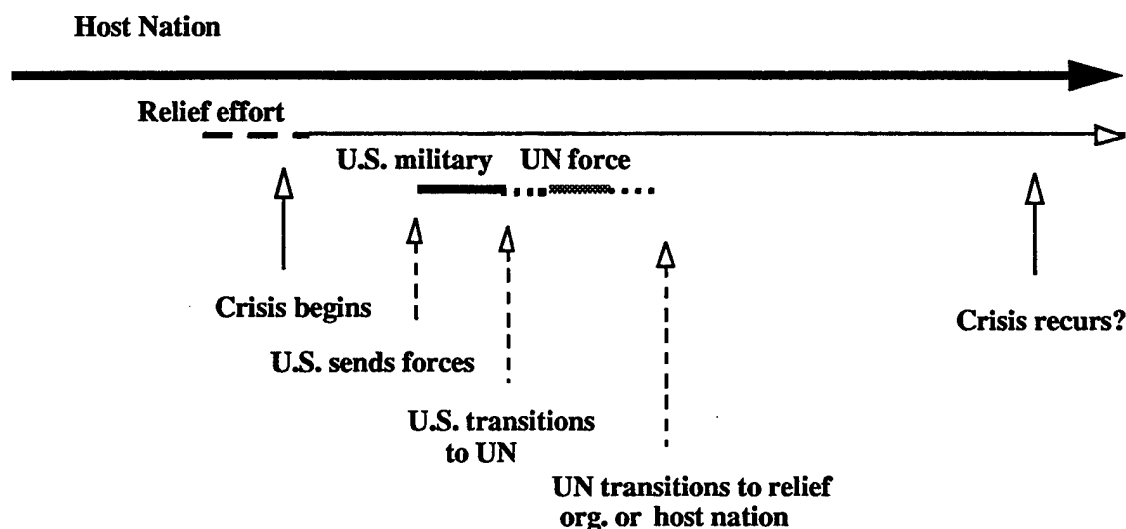 Host Nation
Relief effort
U.S. military UN force
Crisis begins
Crisis recurs?
U.S. sends forces
U.S. transitions
to UN
UN transitions to relief
org. or host nation